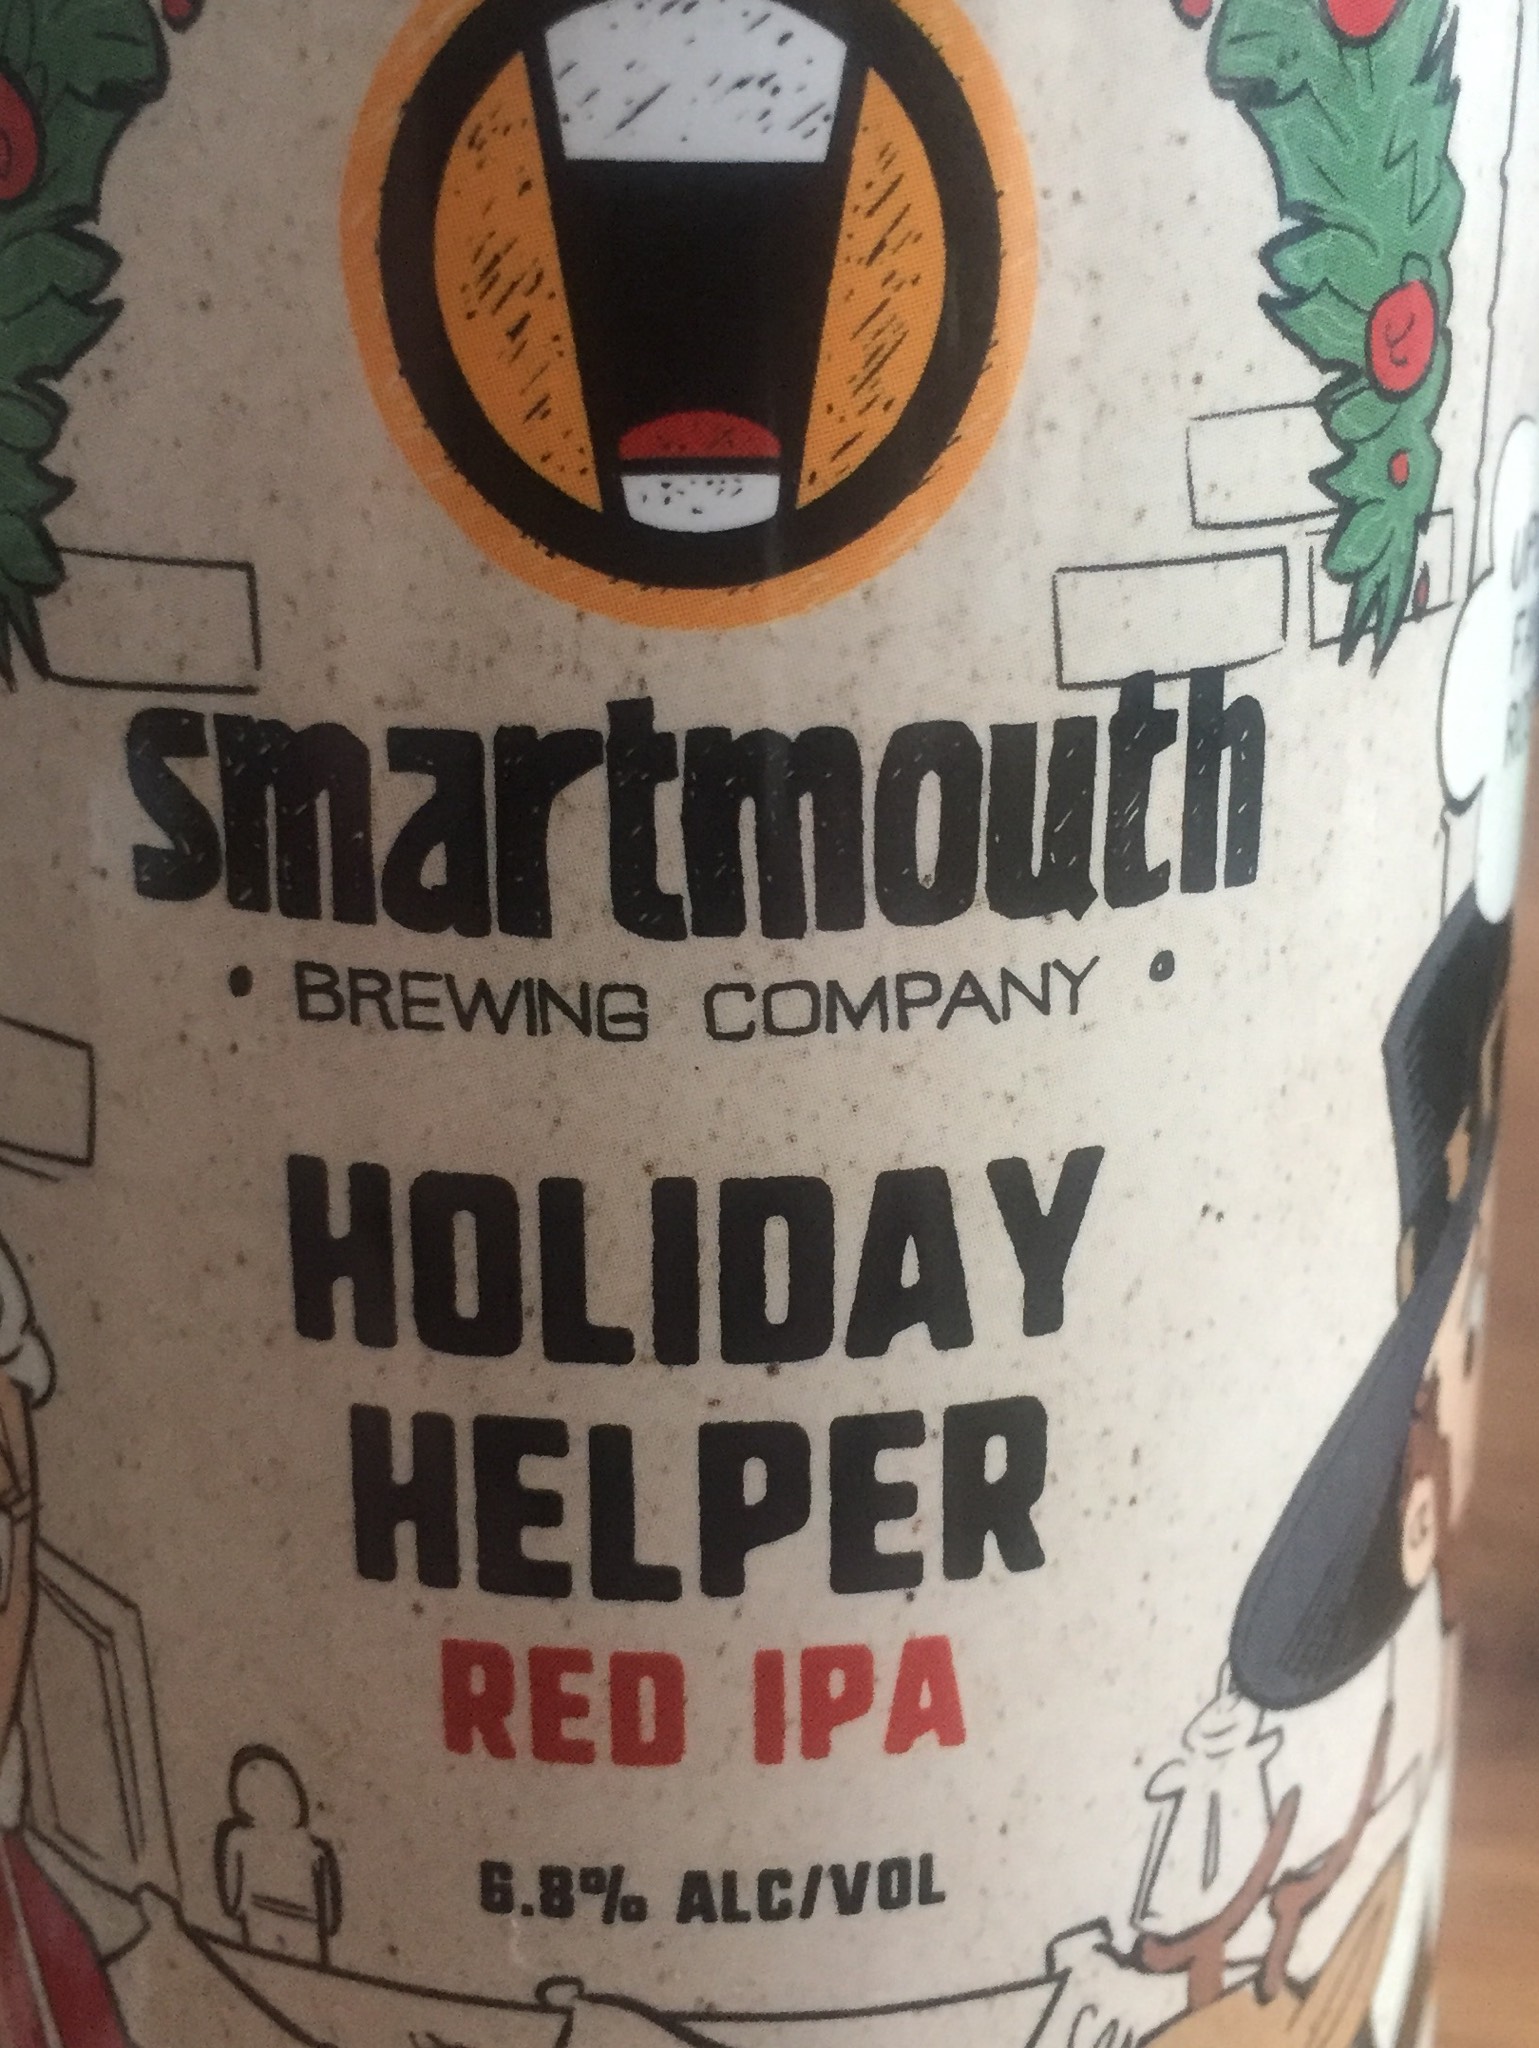 smartmouth
• BREWING COMPANY •
HOLIDAY
HELPER
RED IPA
6.8% ALC/VOL